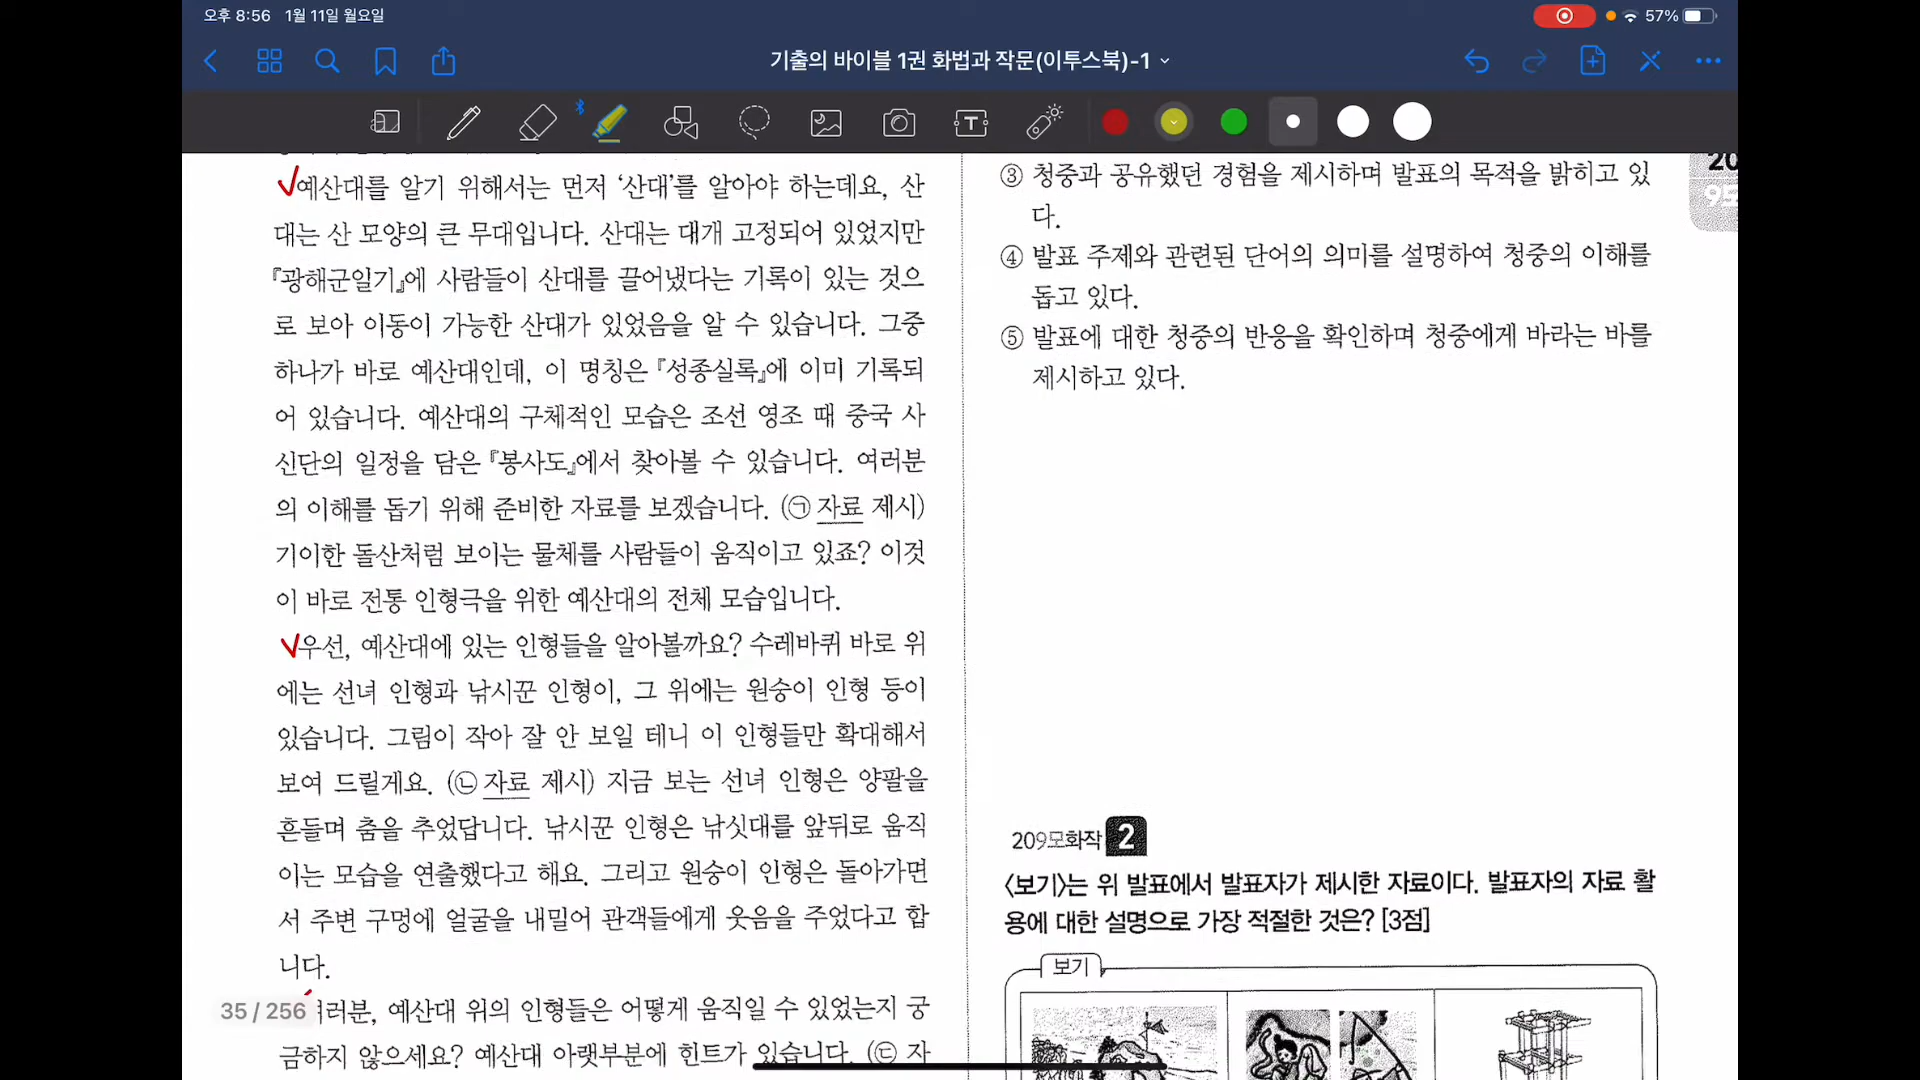 오후 8:56 1월 11일 월요일
57%
기출의 바이블 1권 화법과 작문(이투스북)-1
✓예산대를 알기 위해서는 먼저 ‘산대’를 알아야 하는데요, 산
대는 산 모양의 큰 무대입니다. 산대는 대개 고정되어 있었지만
『광해군일기』에 사람들이 산대를 끌어냈다는 기록이 있는 것으
로 보아 이동이 가능한 산대가 있었음을 알 수 있습니다. 그중
하나가 바로 예산대인데, 이 명칭은 『성종실록』에 이미 기록되
어 있습니다. 예산대의 구체적인 모습은 조선 영조 때 중국 사
신단의 일정을 담은 『봉사도』에서 찾아볼 수 있습니다. 여러분
의 이해를 돕기 위해 준비한 자료를 보겠습니다. (㉠ 자료 제시)
기이한 돌산처럼 보이는 물체를 사람들이 움직이고 있죠? 이것
이 바로 전통 인형극을 위한 예산대의 전체 모습입니다.
✓우선, 예산대에 있는 인형들을 알아볼까요? 수레바퀴 바로 위
에는 선녀 인형과 낚시꾼 인형이, 그 위에는 원숭이 인형 등이
있습니다. 그림이 작아 잘 안 보일 테니 이 인형들만 확대해서
보여 드릴게요. (㉡ 자료 제시) 지금 보는 선녀 인형은 양팔을
흔들며 춤을 추었답니다. 낚시꾼 인형은 낚싯대를 앞뒤로 움직
이는 모습을 연출했다고 해요. 그리고 원숭이 인형은 돌아가면
서 주변 구멍에 얼굴을 내밀어 관객들에게 웃음을 주었다고 합
니다.
러분, 예산대 위의 인형들은 어떻게 움직일 수 있었는지 궁
금하지 않으세요? 예산대 아랫부분에 힌트가 있습니다. (㉢ 자
35 / 256
③ 청중과 공유했던 경험을 제시하며 발표의 목적을 밝히고 있
다.
④ 발표 주제와 관련된 단어의 의미를 설명하여 청중의 이해를
돕고 있다.
⑤ 발표에 대한 청중의 반응을 확인하며 청중에게 바라는 바를
제시하고 있다.
209모화작 2
〈보기〉는 위 발표에서 발표자가 제시한 자료이다. 발표자의 자료 활
용에 대한 설명으로 가장 적절한 것은? [3점]
보기